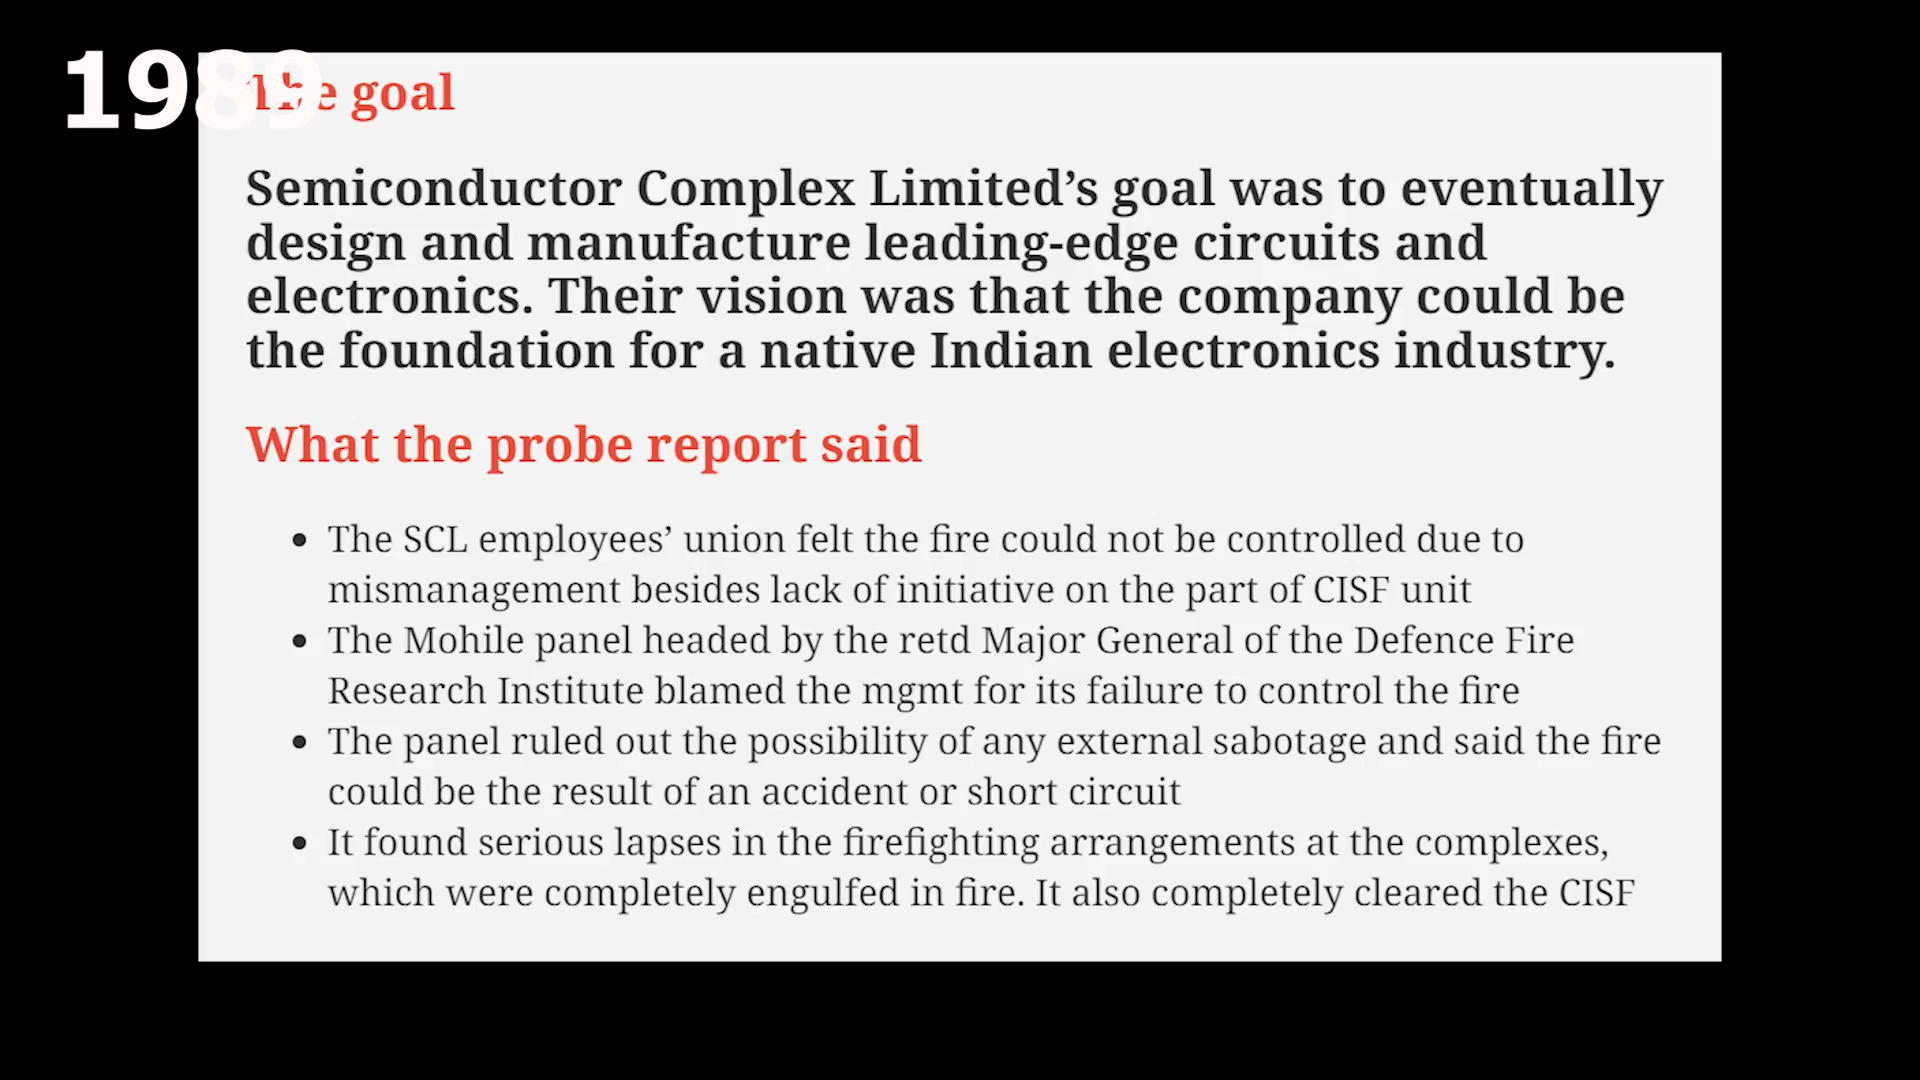 1989
The goal
Semiconductor Complex Limited’s goal was to eventually
design and manufacture leading-edge circuits and
electronics. Their vision was that the company could be
the foundation for a native Indian electronics industry.
What the probe report said
• The SCL employees’ union felt the fire could not be controlled due to
mismanagement besides lack of initiative on the part of CISF unit
• The Mohile panel headed by the retd Major General of the Defence Fire
Research Institute blamed the mgmt for its failure to control the fire
• The panel ruled out the possibility of any external sabotage and said the fire
could be the result of an accident or short circuit
• It found serious lapses in the firefighting arrangements at the complexes,
which were completely engulfed in fire. It also completely cleared the CISF